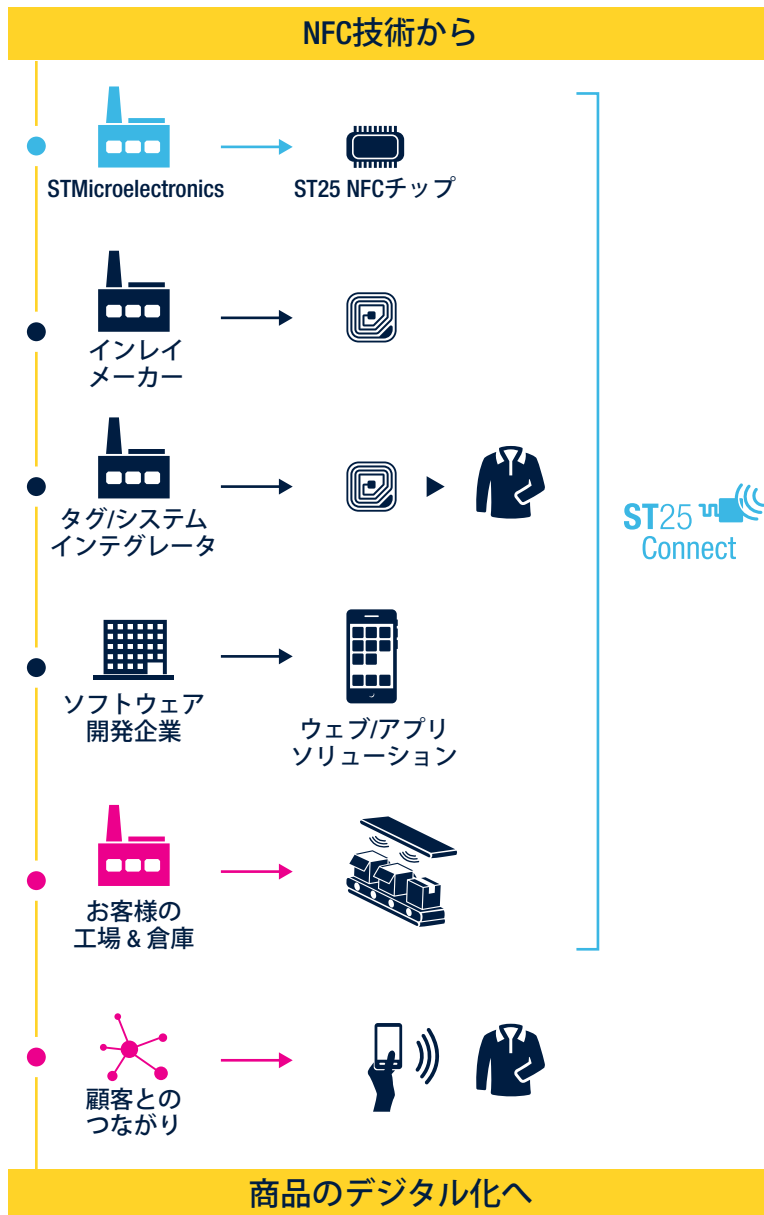 NFC技術から
STMicroelectronics
ST25 NFCチップ
インレイ
メーカー
タグ/システム
インテグレータ
ST25
Connect
ソフトウェア
開発企業
ウェブ/アプリ
ソリューション
お客様の
工場 & 倉庫
顧客との
つながり
商品のデジタル化へ